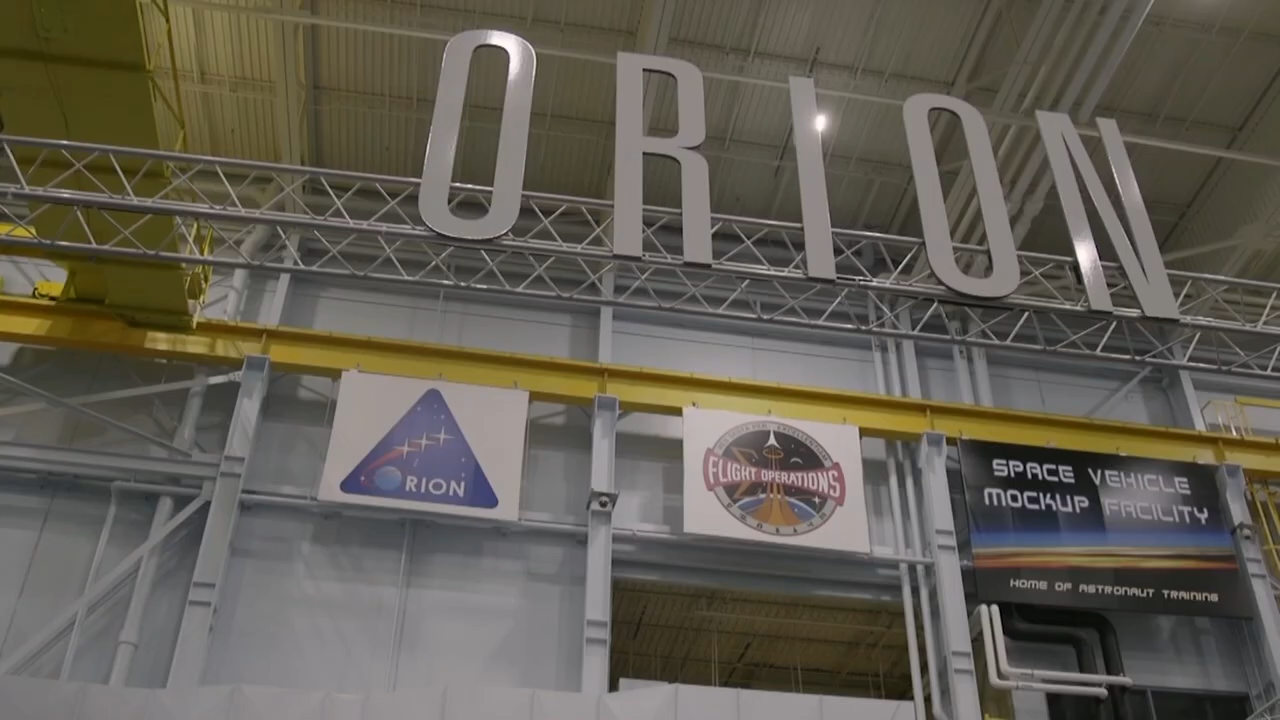 ORION
ORION
FLIGHT OPERATIONS
SPACE VEHICLE
MOCKUP FACILITY
HOME OF ASTRONAUT TRAINING